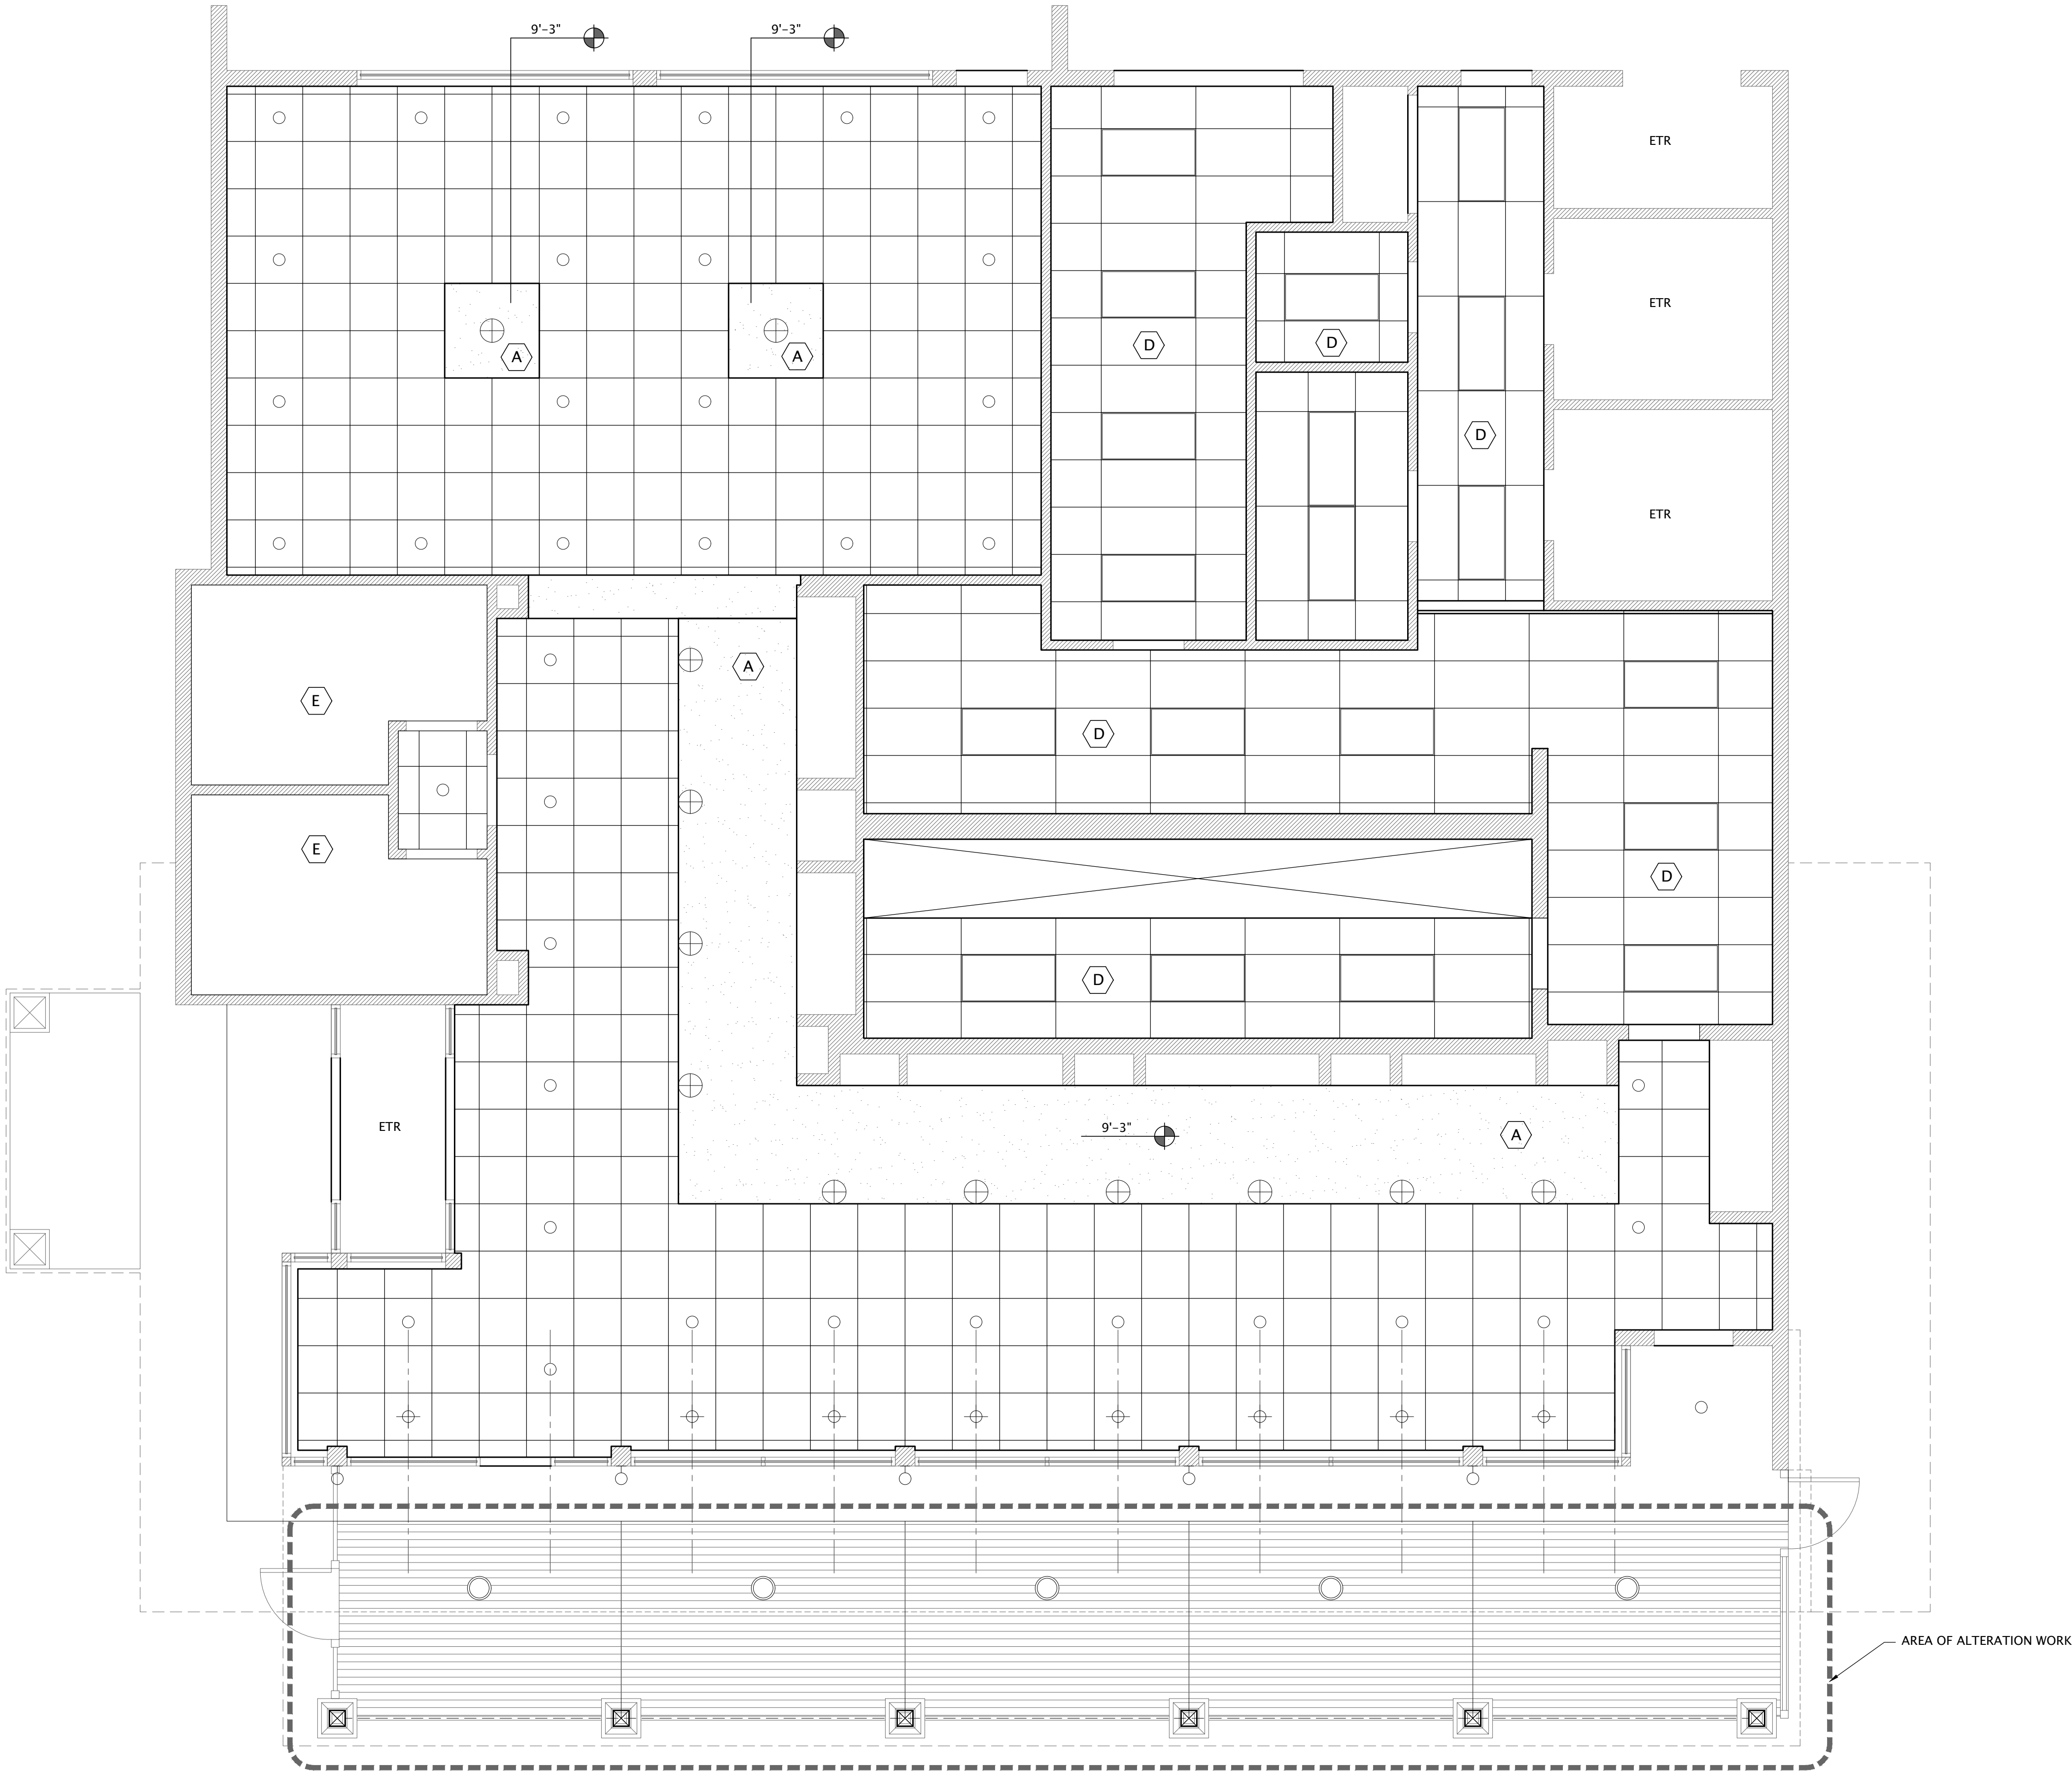 9'-3"
9'-3"
ETR
ETR
D
D
A
A
D
ETR
A
E
D
E
D
D
ETR
9'-3"
A
AREA OF ALTERATION WORK